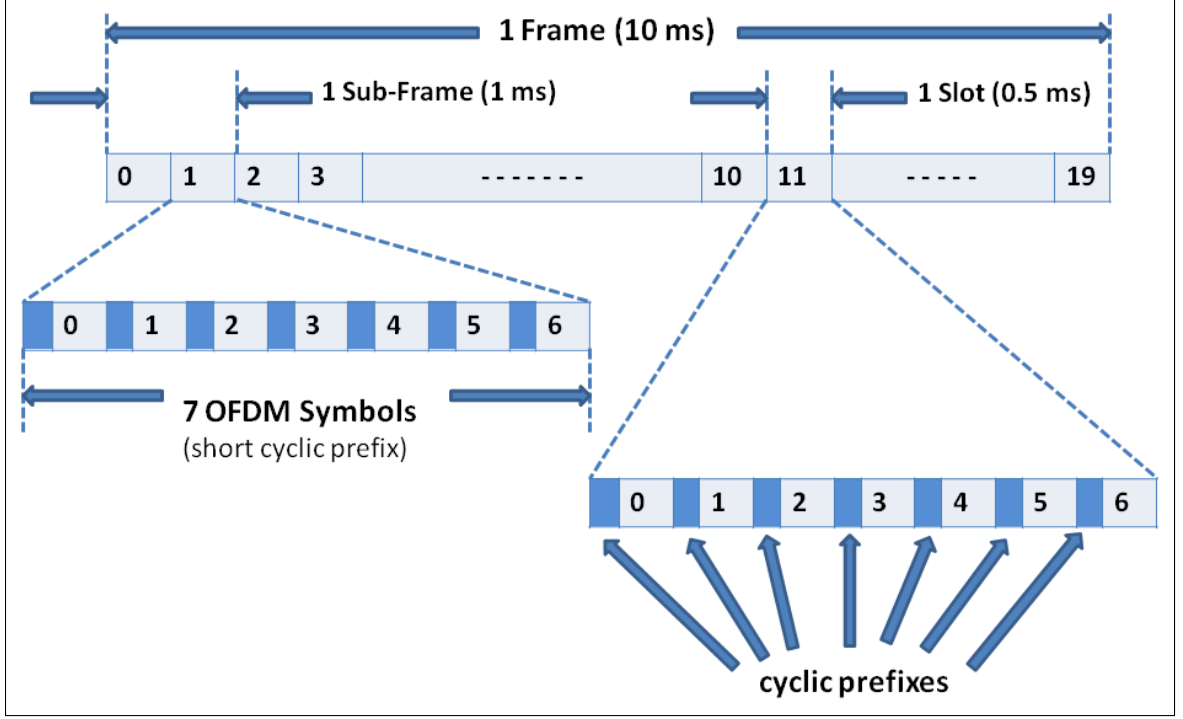 1 Frame (10 ms)
1 Sub-Frame (1 ms)
1 Slot (0.5 ms)
0 1 2 3 - - - - - - - 10 11 - - - - - 19
0 1 2 3 4 5 6
7 OFDM Symbols
(short cyclic prefix)
0 1 2 3 4 5 6
cyclic prefixes